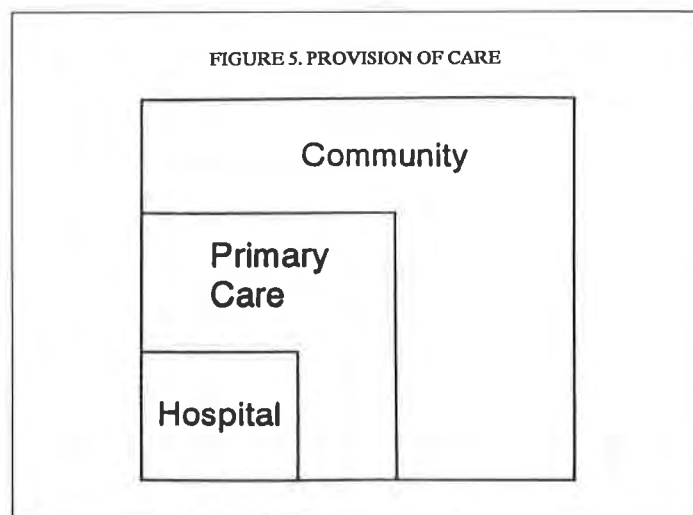 FIGURE 5. PROVISION OF CARE
Community
Primary
Care
Hospital